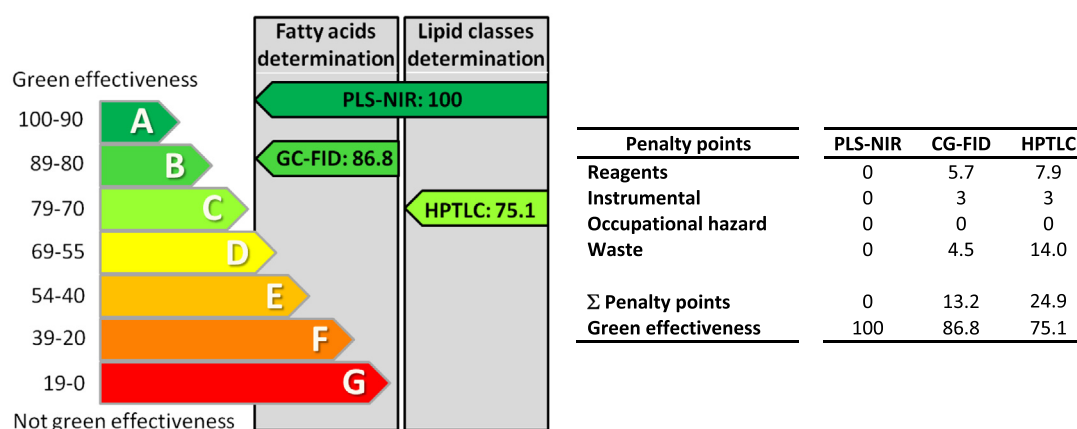 Fatty acids determination
Lipid classes determination
Green effectiveness
PLS-NIR: 100
100-90 A
89-80 B
GC-FID: 86.8
79-70 C
HPTLC: 75.1
69-55 D
54-40 E
39-20 F
19-0 G
Not green effectiveness
Penalty points PLS-NIR CG-FID HPTLC
Reagents 0 5.7 7.9
Instrumental 0 3 3
Occupational hazard 0 0 0
Waste 0 4.5 14.0
Σ Penalty points 0 13.2 24.9
Green effectiveness 100 86.8 75.1